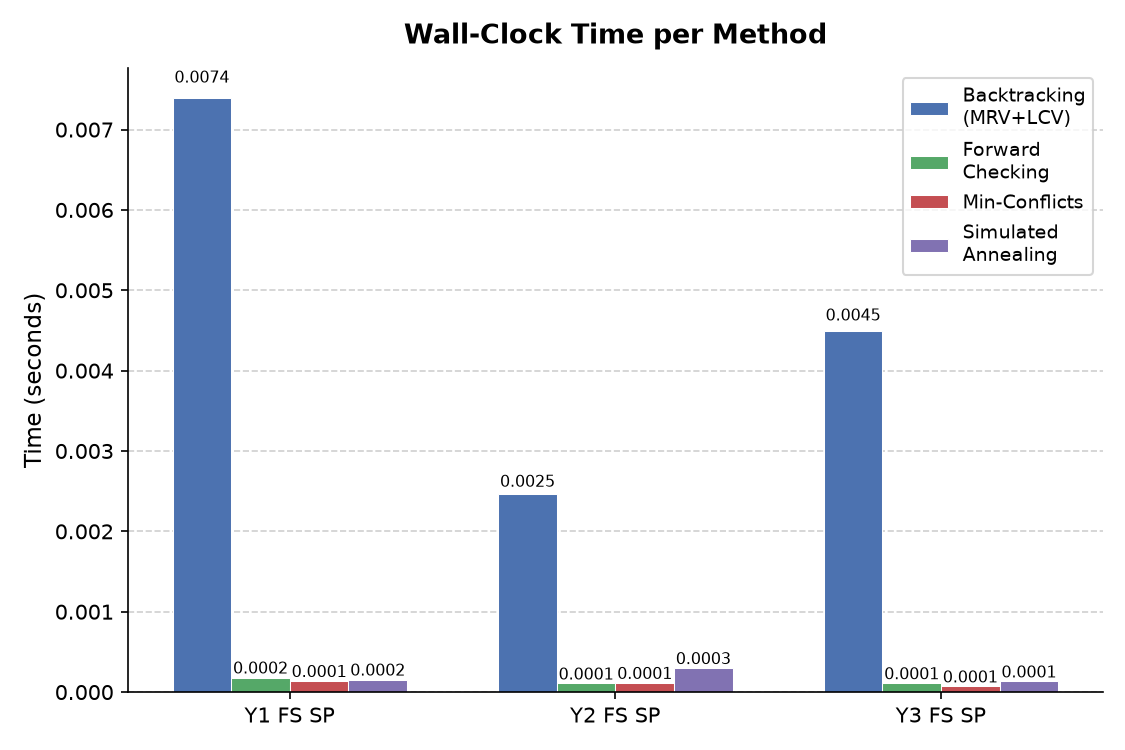 Wall-Clock Time per Method
Time (seconds)
0.007
0.006
0.005
0.004
0.003
0.002
0.001
0.000
0.0074
0.0002
0.0001
0.0002
0.0025
0.0001
0.0001
0.0003
0.0045
0.0001
0.0001
0.0001
Y1 FS SP
Y2 FS SP
Y3 FS SP
Backtracking
(MRV+LCV)
Forward
Checking
Min-Conflicts
Simulated
Annealing